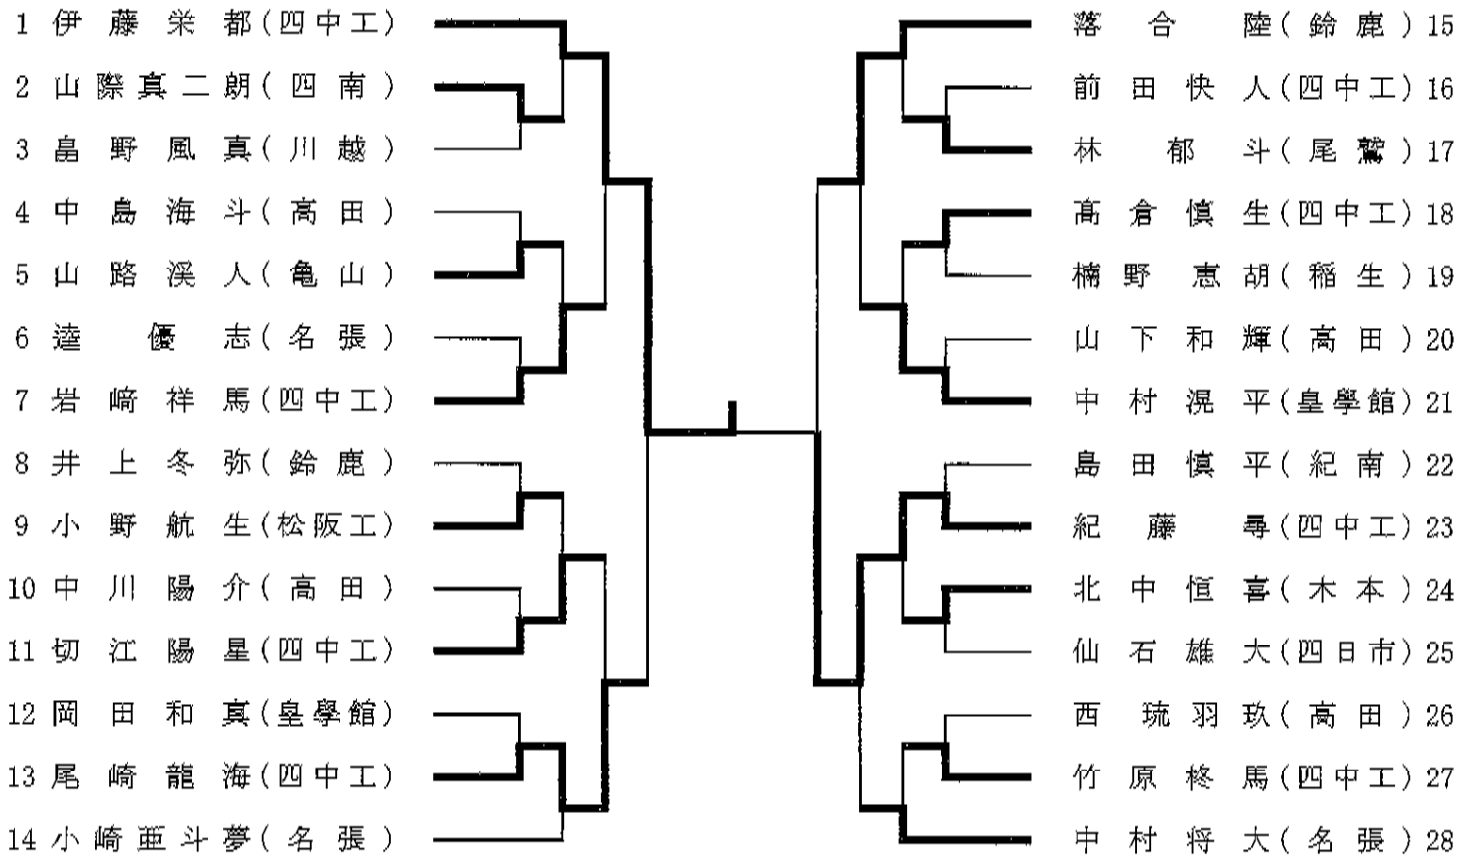 1 伊藤栄都(四中工)
2 山際真二朗(四南)
3 畠野風真(川越)
4 中島海斗(高田)
5 山路渓人(亀山)
6 逵優志(名張)
7 岩﨑祥馬(四中工)
8 井上冬弥(鈴鹿)
9 小野航生(松阪工)
10 中川陽介(高田)
11 切江陽星(四中工)
12 岡田和真(皇學館)
13 尾崎龍海(四中工)
14 小崎亜斗夢(名張)
落合陸(鈴鹿) 15
前田快人(四中工) 16
林郁斗(尾鷲) 17
髙倉慎生(四中工) 18
楠野恵胡(稲生) 19
山下和輝(高田) 20
中村滉平(皇學館) 21
島田慎平(紀南) 22
紀藤尋(四中工) 23
北中恒喜(木本) 24
仙石雄大(四日市) 25
西琉羽玖(高田) 26
竹原柊馬(四中工) 27
中村将大(名張) 28